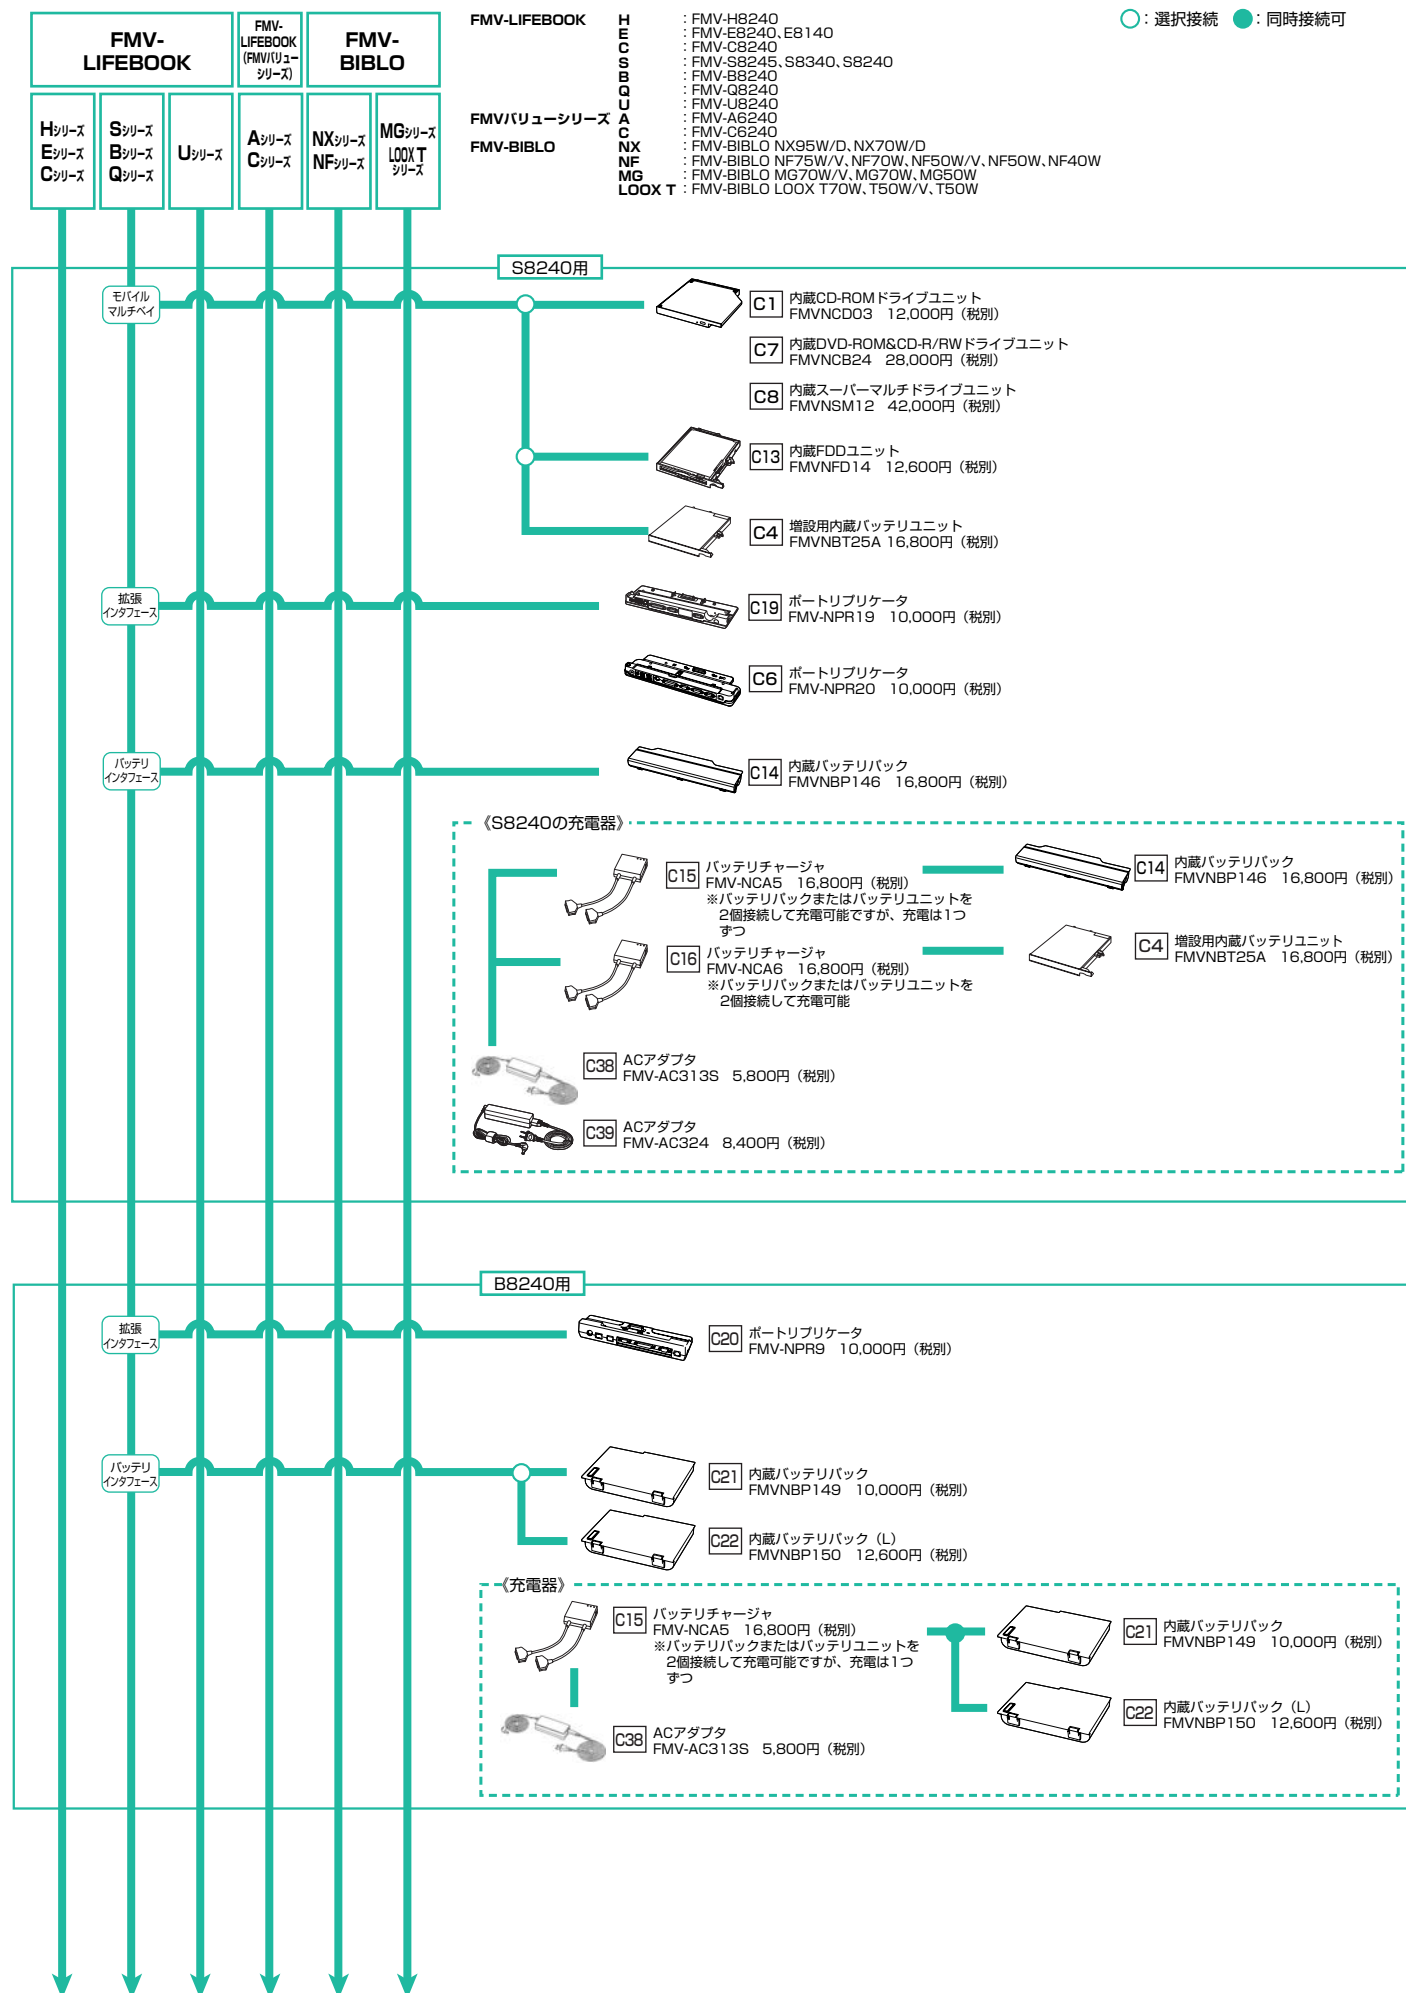 FMV-
LIFEBOOK
FMV-
LIFEBOOK
(FMVバリュー
シリーズ)
FMV-
BIBLO
Hシリーズ
Eシリーズ
Cシリーズ
Sシリーズ
Bシリーズ
Qシリーズ
Uシリーズ
Aシリーズ
Cシリーズ
NXシリーズ
NFシリーズ
MGシリーズ
LOOX T
シリーズ
FMV-LIFEBOOK H : FMV-H8240
E : FMV-E8240、E8140
C : FMV-C8240
S : FMV-S8245、S8340、S8240
B : FMV-B8240
Q : FMV-Q8240
U : FMV-U8240
FMVバリューシリーズ A : FMV-A6240
C : FMV-C6240
FMV-BIBLO NX : FMV-BIBLO NX95W/D、NX70W/D
NF : FMV-BIBLO NF75W/V、NF70W、NF50W/V、NF50W、NF40W
MG : FMV-BIBLO MG70W/V、MG70W、MG50W
LOOX T : FMV-BIBLO LOOX T70W、T50W/V、T50W
○：選択接続 ●：同時接続可
S8240用
モバイル
マルチベイ
C1 内蔵CD-ROMドライブユニット
FMVNCD03 12,000円（税別）
C7 内蔵DVD-ROM&CD-R/RWドライブユニット
FMVNCB24 28,000円（税別）
C8 内蔵スーパーマルチドライブユニット
FMVNSM12 42,000円（税別）
C13 内蔵FDDユニット
FMVNFD14 12,600円（税別）
C4 増設用内蔵バッテリユニット
FMVNBT25A 16,800円（税別）
拡張
インタフェース
C19 ポートリプリケータ
FMV-NPR19 10,000円（税別）
C6 ポートリプリケータ
FMV-NPR20 10,000円（税別）
バッテリ
インタフェース
C14 内蔵バッテリパック
FMVNBP146 16,800円（税別）
《S8240の充電器》
C15 バッテリチャージャ
FMV-NCA5 16,800円（税別）
※バッテリパックまたはバッテリユニットを
2個接続して充電可能ですが、充電は1つ
ずつ
C14 内蔵バッテリパック
FMVNBP146 16,800円（税別）
C16 バッテリチャージャ
FMV-NCA6 16,800円（税別）
※バッテリパックまたはバッテリユニットを
2個接続して充電可能
C4 増設用内蔵バッテリユニット
FMVNBT25A 16,800円（税別）
C38 ACアダプタ
FMV-AC313S 5,800円（税別）
C39 ACアダプタ
FMV-AC324 8,400円（税別）
B8240用
拡張
インタフェース
C20 ポートリプリケータ
FMV-NPR9 10,000円（税別）
バッテリ
インタフェース
C21 内蔵バッテリパック
FMVNBP149 10,000円（税別）
C22 内蔵バッテリパック（L）
FMVNBP150 12,600円（税別）
《充電器》
C15 バッテリチャージャ
FMV-NCA5 16,800円（税別）
※バッテリパックまたはバッテリユニットを
2個接続して充電可能ですが、充電は1つ
ずつ
C21 内蔵バッテリパック
FMVNBP149 10,000円（税別）
C22 内蔵バッテリパック（L）
FMVNBP150 12,600円（税別）
C38 ACアダプタ
FMV-AC313S 5,800円（税別）